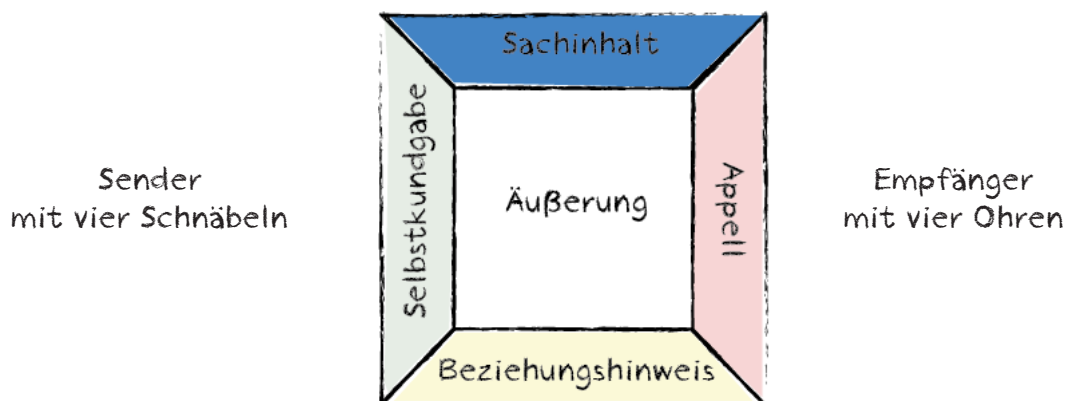 Sachinhalt
Selbstkundgabe
Äußerung
Appell
Sender
mit vier Schnäbeln
Empfänger
mit vier Ohren
Beziehungshinweis